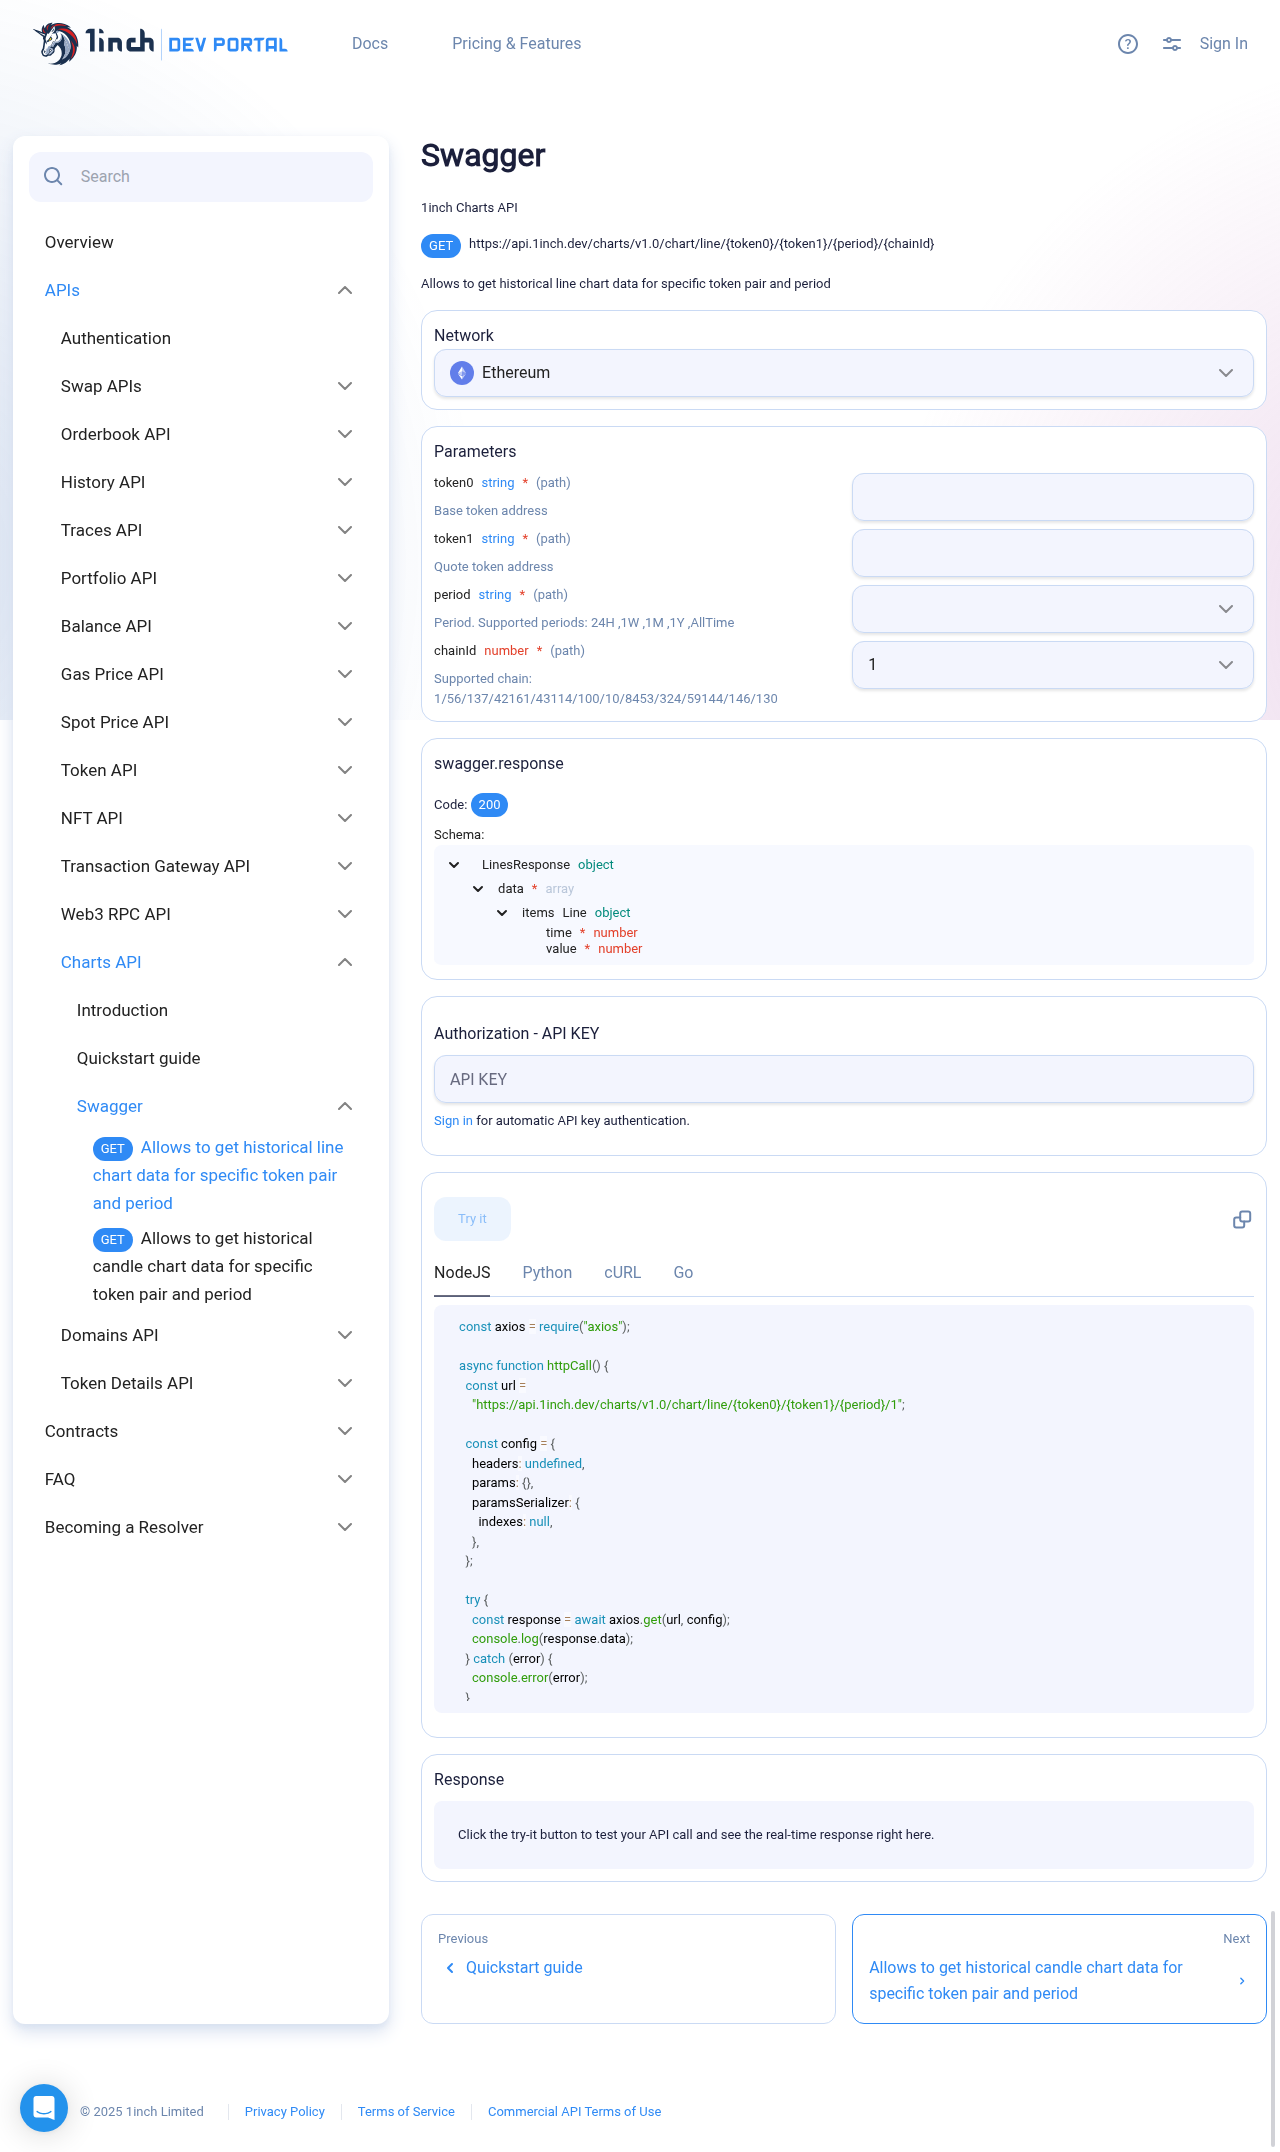 1inch DEV PORTAL
Docs
Pricing & Features
Sign In
Search
Overview
APIs
Authentication
Swap APIs
Orderbook API
History API
Traces API
Portfolio API
Balance API
Gas Price API
Spot Price API
Token API
NFT API
Transaction Gateway API
Web3 RPC API
Charts API
Introduction
Quickstart guide
Swagger
GET Allows to get historical line
chart data for specific token pair
and period
GET Allows to get historical
candle chart data for specific
token pair and period
Domains API
Token Details API
Contracts
FAQ
Becoming a Resolver
Swagger
1inch Charts API
GET https://api.1inch.dev/charts/v1.0/chart/line/{token0}/{token1}/{period}/{chainId}
Allows to get historical line chart data for specific token pair and period
Network
Ethereum
Parameters
token0 string * (path)
Base token address
token1 string * (path)
Quote token address
period string * (path)
Period. Supported periods: 24H ,1W ,1M ,1Y ,AllTime
chainId number * (path)
1
Supported chain:
1/56/137/42161/43114/100/10/8453/324/59144/146/130
swagger.response
Code: 200
Schema:
LinesResponse object
data * array
items Line object
time * number
value * number
Authorization - API KEY
API KEY
Sign in for automatic API key authentication.
Try it
NodeJS Python cURL Go
const axios = require("axios");
async function httpCall() {
const url =
"https://api.1inch.dev/charts/v1.0/chart/line/{token0}/{token1}/{period}/1";
const config = {
headers: undefined,
params: {},
paramsSerializer: {
indexes: null,
},
};
try {
const response = await axios.get(url, config);
console.log(response.data);
} catch (error) {
console.error(error);
}
Response
Click the try-it button to test your API call and see the real-time response right here.
Previous
Quickstart guide
Next
Allows to get historical candle chart data for
specific token pair and period
© 2025 1inch Limited
Privacy Policy
Terms of Service
Commercial API Terms of Use